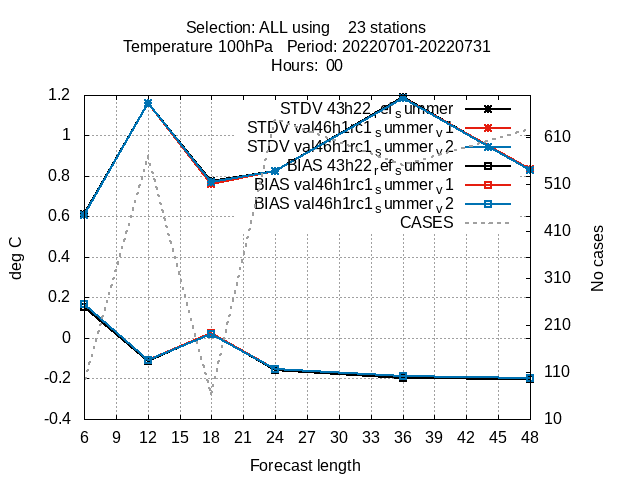 Selection: ALL using 23 stations
Temperature 100hPa Period: 20220701-20220731
Hours: 00
1.2
1
0.8
0.6
0.4
0.2
0
-0.2
-0.4
deg C
STDV 43h22_ref_summer
STDV val46h1rc1_summer_v1
STDV val46h1rc1_summer_v2
BIAS 43h22_ref_summer
BIAS val46h1rc1_summer_v1
BIAS val46h1rc1_summer_v2
CASES
610
510
410
310
210
110
10
No cases
6 9 12 15 18 21 24 27 30 33 36 39 42 45 48
Forecast length